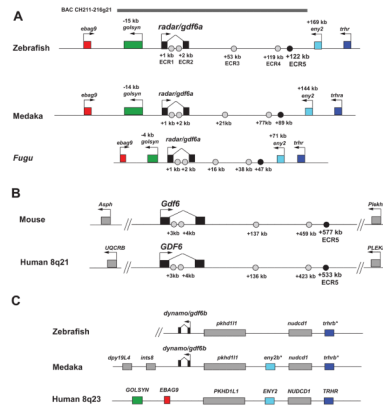 BAC CH211-216g21
A
ebag9
-15 kb
golsyn
radar/gdf6a
+169 kb
eny2
trhr
Zebrafish
+1 kb
ECR1
+2 kb
ECR2
+53 kb
ECR3
+119 kb
ECR4
+122 kb
ECR5
ebag9
-14 kb
golsyn
radar/gdf6a
+144 kb
eny2
trhra
Medaka
+1 kb
+2 kb
+21kb
+77kb
+89 kb
ebag9
-4 kb
golsyn
radar/gdf6a
+71 kb
eny2
trhr
Fugu
+1 kb
+2 kb
+16 kb
+38 kb
+47 kb
B
Asph
Gdf6
Plekh
Mouse
+3kb
+4kb
+137 kb
+459 kb
+577 kb
ECR5
UQCRB
GDF6
PLEK
Human 8q21
+3kb
+4kb
+136 kb
+423 kb
+533 kb
ECR5
C
dynamo/gdf6b
pkhd1l1
nudcd1
trhrb*
Zebrafish
dynamo/gdf6b
dpy19L4
ints8
pkhd1l1
eny2b*
nudcd1
trhrb*
Medaka
GOLSYN
EBAG9
PKHD1L1
ENY2
NUDCD1
TRHR
Human 8q23